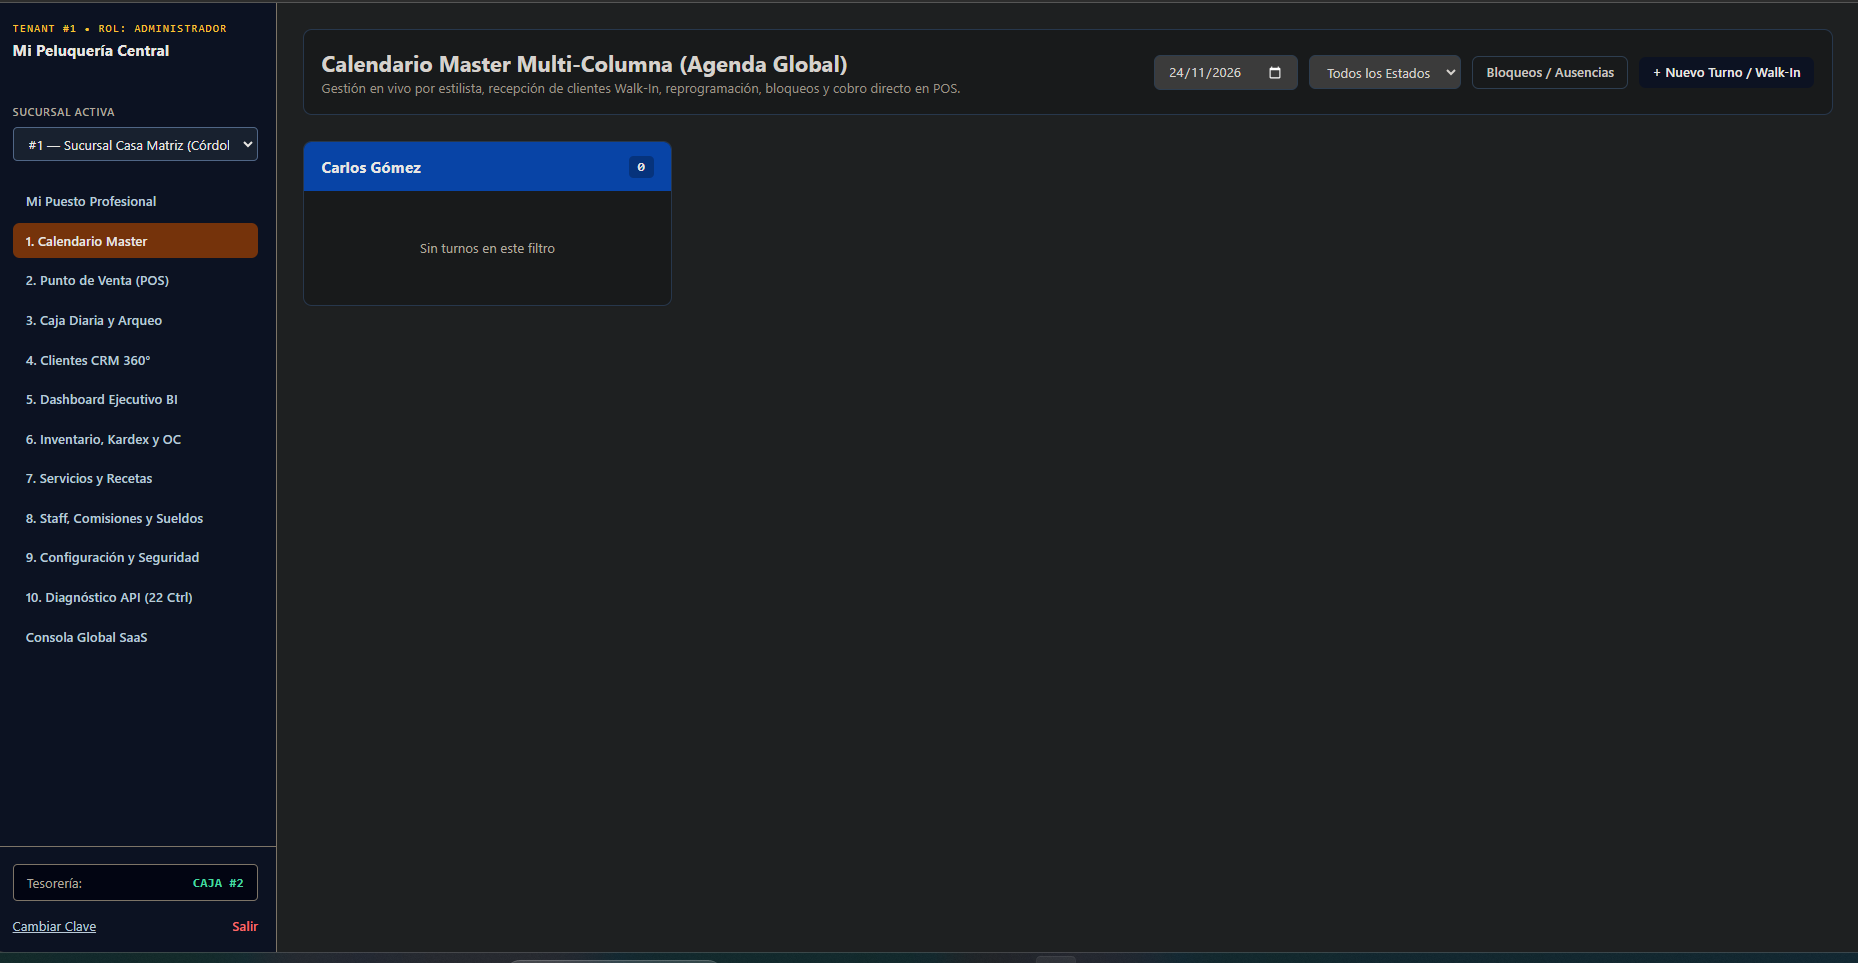 TENANT #1 • ROL: ADMINISTRADOR
Mi Peluquería Central
SUCURSAL ACTIVA
#1 — Sucursal Casa Matriz (Córdol
Mi Puesto Profesional
1. Calendario Master
2. Punto de Venta (POS)
3. Caja Diaria y Arqueo
4. Clientes CRM 360°
5. Dashboard Ejecutivo BI
6. Inventario, Kardex y OC
7. Servicios y Recetas
8. Staff, Comisiones y Sueldos
9. Configuración y Seguridad
10. Diagnóstico API (22 Ctrl)
Consola Global SaaS
Tesorería: CAJA #2
Cambiar Clave Salir
Calendario Master Multi-Columna (Agenda Global)
Gestión en vivo por estilista, recepción de clientes Walk-In, reprogramación, bloqueos y cobro directo en POS.
24/11/2026 Todos los Estados Bloqueos / Ausencias + Nuevo Turno / Walk-In
Carlos Gómez 0
Sin turnos en este filtro